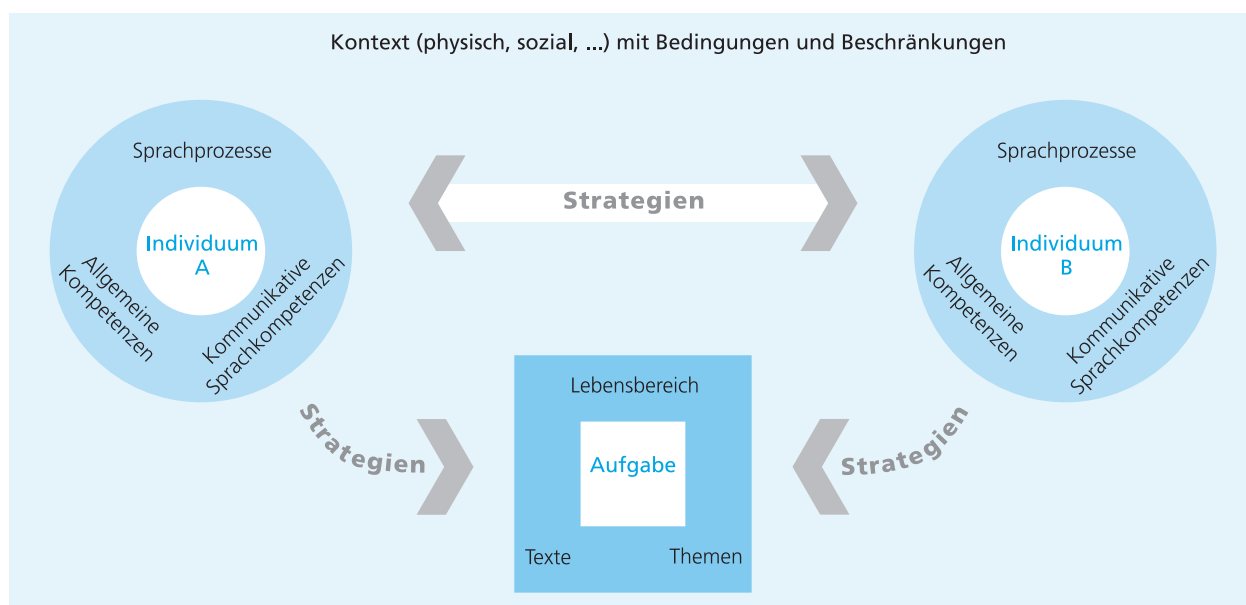 Kontext (physisch, sozial, ...) mit Bedingungen und Beschränkungen
Sprachprozesse
Individuum
A
Allgemeine
Kompetenzen
Kommunikative
Sprachkompetenzen
Strategien
Sprachprozesse
Individuum
B
Allgemeine
Kompetenzen
Kommunikative
Sprachkompetenzen
Strategien
Lebensbereich
Aufgabe
Texte
Themen
Strategien